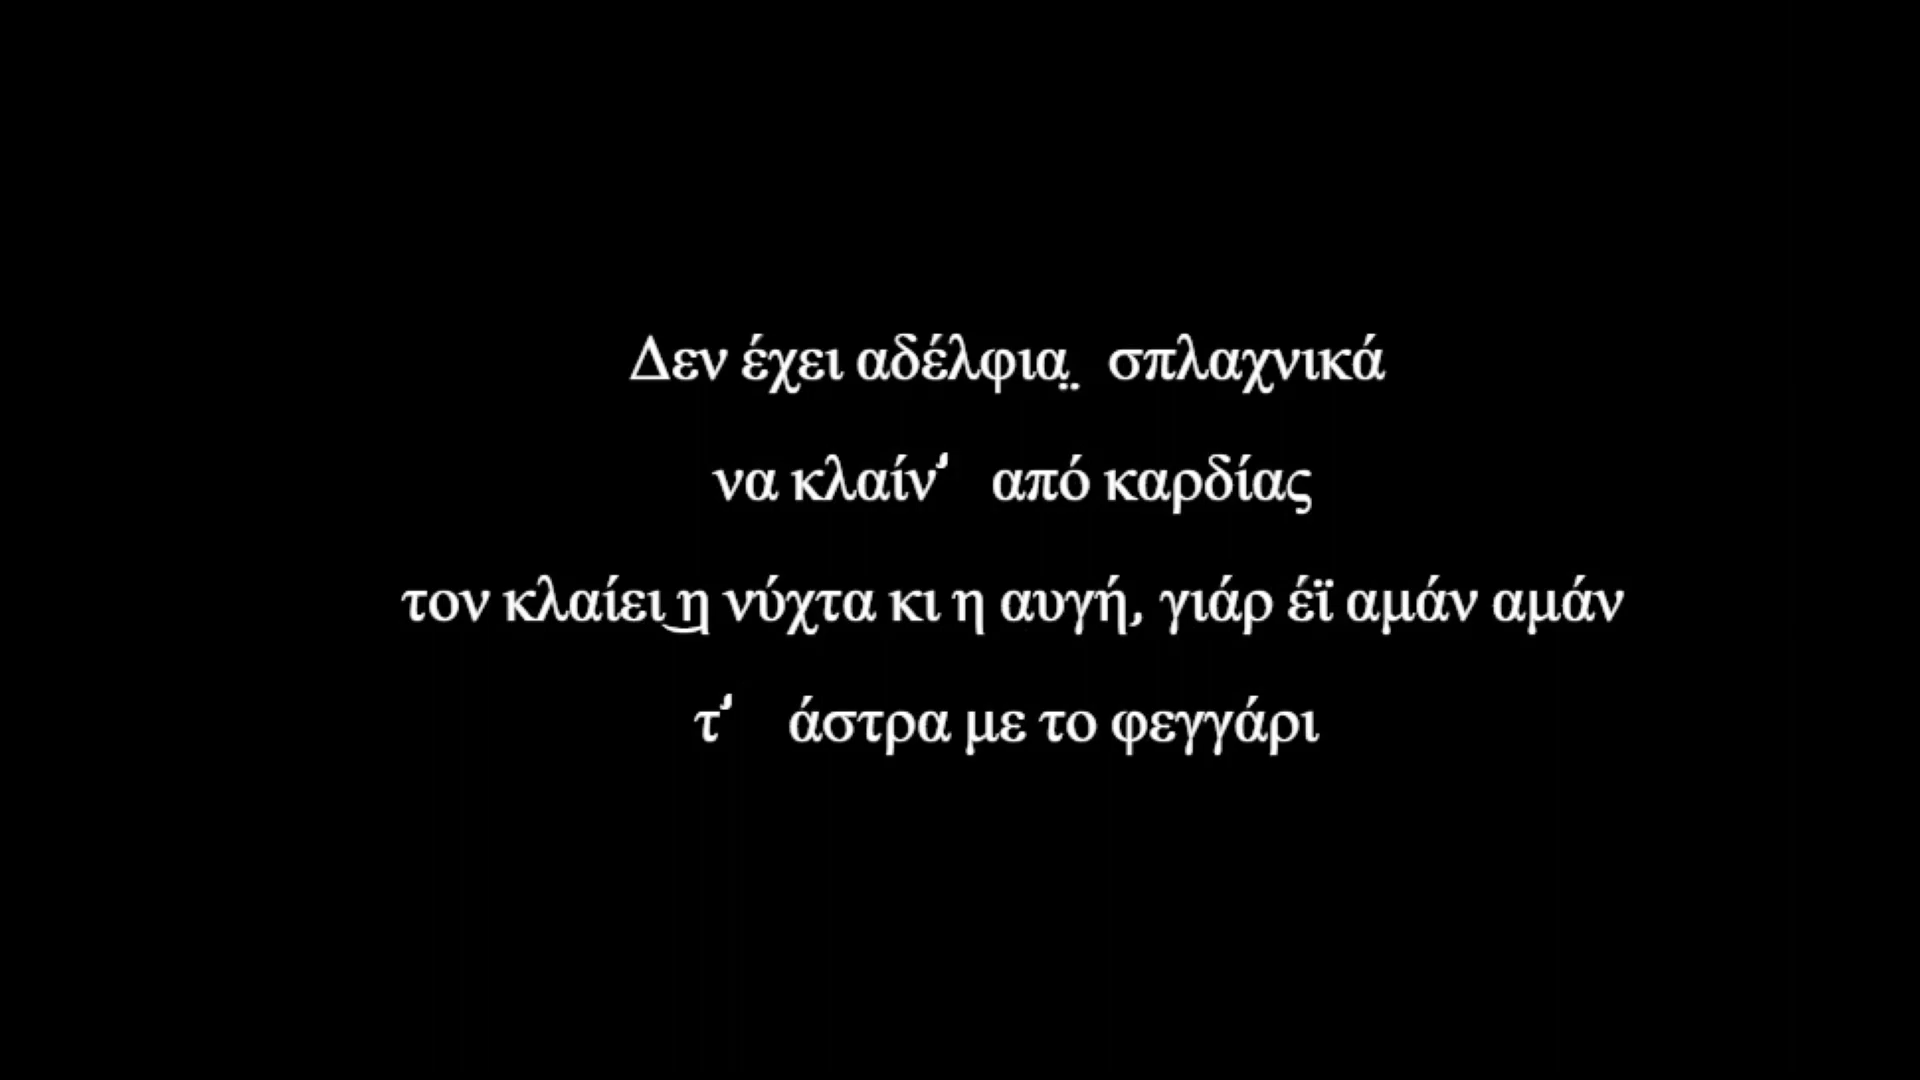 Δεν έχει αδέλφια̤ σπλαχνικά
να κλαίν’ από καρδίας
τον κλαίει͜ η νύχτα κι η αυγή, γιάρ έϊ αμάν αμάν
τ’ άστρα με το φεγγάρι